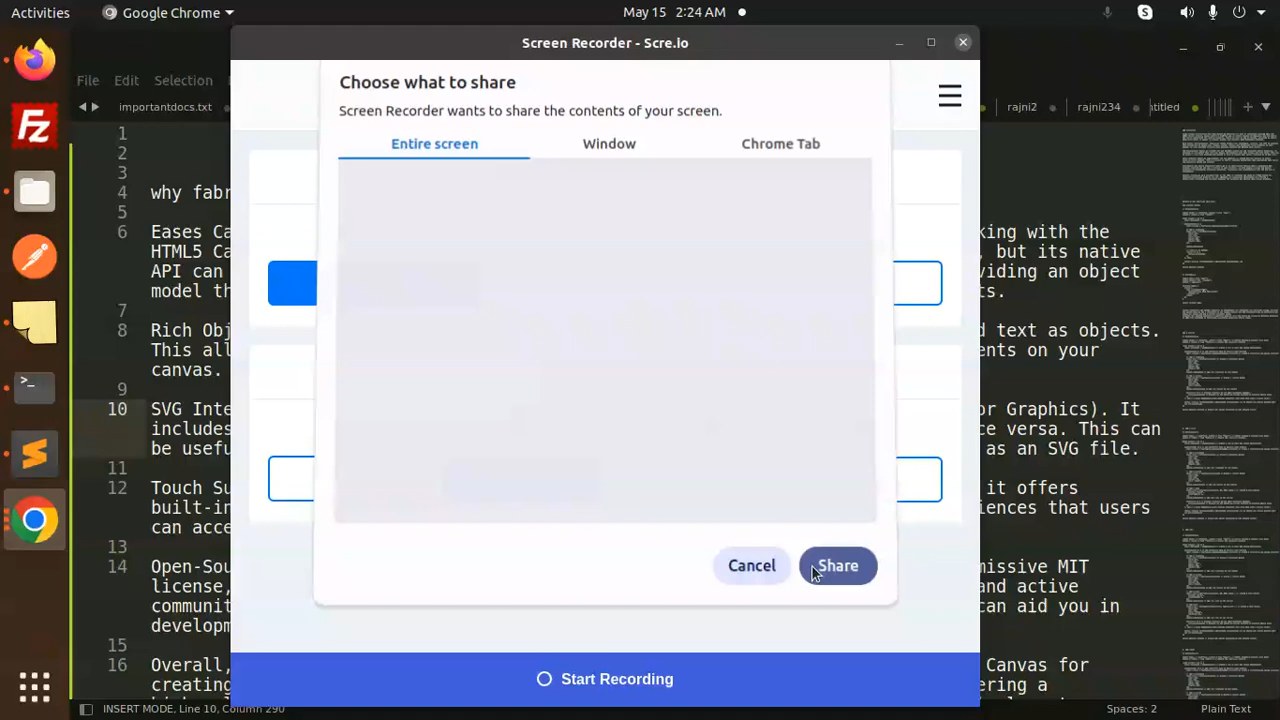 Activities
Google Chrome
May 15 2:24 AM
Screen Recorder - Scre.io
File Edit Selection
importantdocs.txt
rajni2
rajni234
ntitled
Choose what to share
Screen Recorder wants to share the contents of your screen.
Entire screen
Window
Chrome Tab
1
2
3
4 why fabr
5
6 Eases Ca king with the
HTML5 Ca , but its native
API can viding an object
model th ts.
7
8 Rich Obj d text as objects.
This all nts on your
canvas.
9
10 SVG Inte or Graphics). It
includes ce versa. This can
be usef an SVG file.
11
12 Touch Su it offers
built-in iences that users
can acce
13
14 Open-Sou missive MIT
license, and active
communit can aid you in
developm
15
16 Overall, Canvas for
creating ering a
Cancel
Share
Start Recording
INSERT MODE, Line 10, Column 290
Spaces: 2
Plain Text